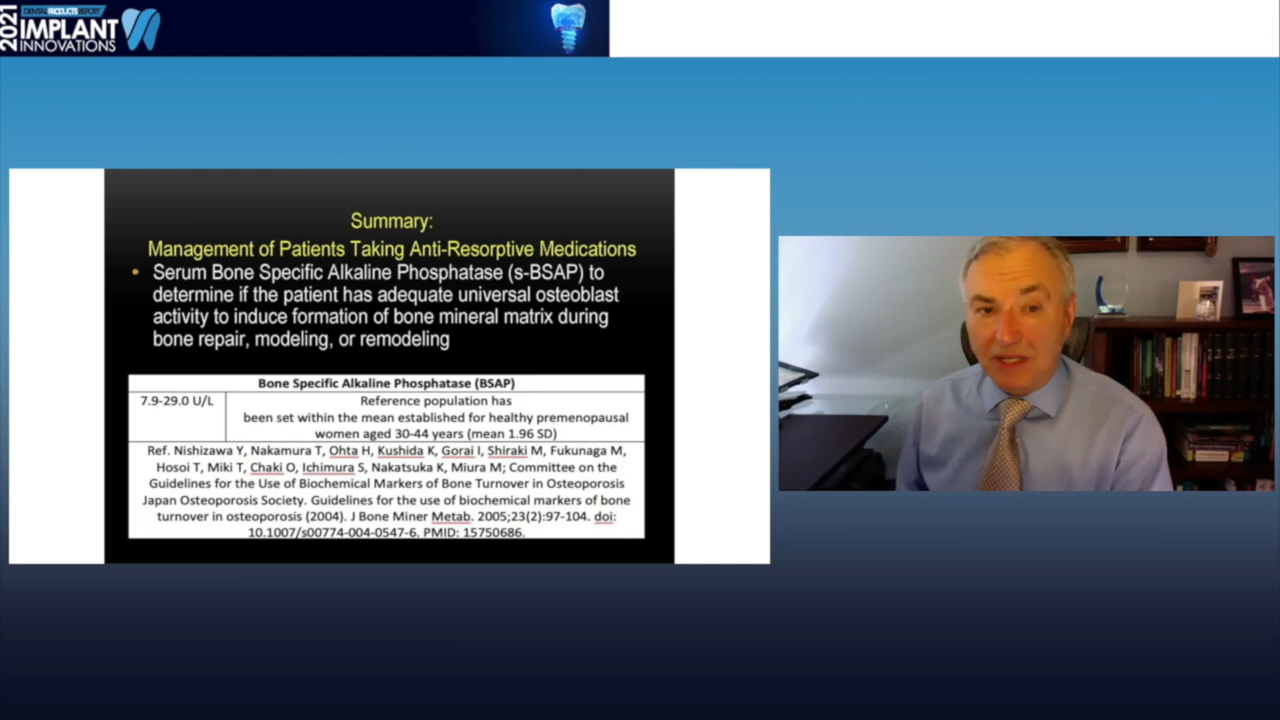 2021
DENTAL PRODUCTS REPORT
IMPLANT
INNOVATIONS
Summary:
Management of Patients Taking Anti-Resorptive Medications
• Serum Bone Specific Alkaline Phosphatase (s-BSAP) to
determine if the patient has adequate universal osteoblast
activity to induce formation of bone mineral matrix during
bone repair, modeling, or remodeling
Bone Specific Alkaline Phosphatase (BSAP)
7.9-29.0 U/L
Reference population has
been set within the mean established for healthy premenopausal
women aged 30-44 years (mean 1.96 SD)
Ref. Nishizawa Y, Nakamura T, Ohta H, Kushida K, Gorai I, Shiraki M, Fukunaga M,
Hosoi T, Miki T, Chaki O, Ichimura S, Nakatsuka K, Miura M; Committee on the
Guidelines for the Use of Biochemical Markers of Bone Turnover in Osteoporosis
Japan Osteoporosis Society. Guidelines for the use of biochemical markers of bone
turnover in osteoporosis (2004). J Bone Miner Metab. 2005;23(2):97-104. doi:
10.1007/s00774-004-0547-6. PMID: 15750686.